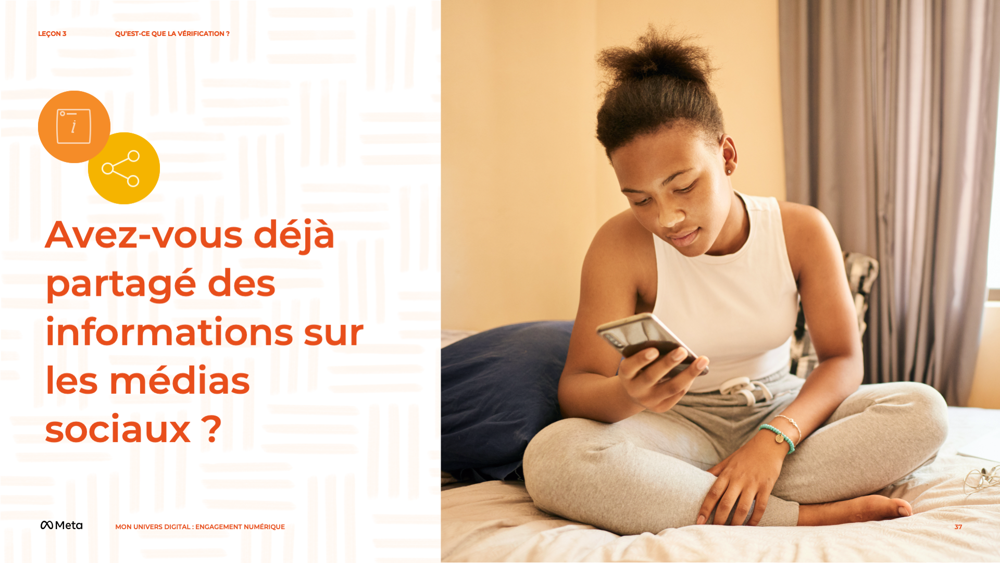 LEÇON 3
QU'EST-CE QUE LA VÉRIFICATION ?
i
Avez-vous déjà
partagé des
informations sur
les médias
sociaux ?
Meta
MON UNIVERS DIGITAL : ENGAGEMENT NUMÉRIQUE
37